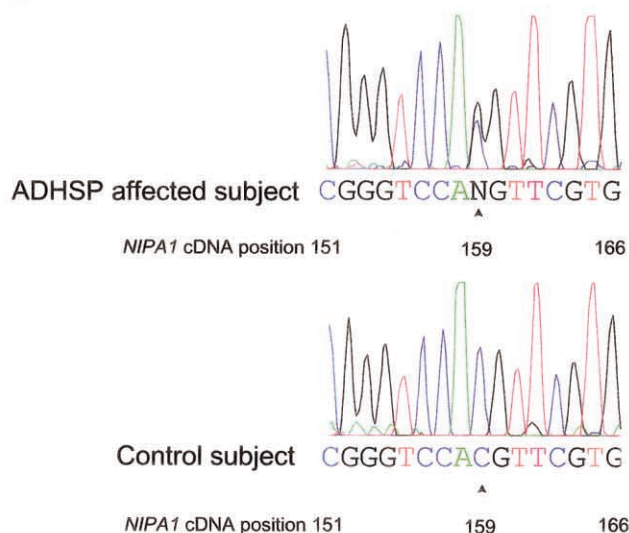 ADHSP affected subject CGGGTCCANGTTCGTG
NIPA1 cDNA position 151 159 166
Control subject CGGGTCCACGTTCGTG
NIPA1 cDNA position 151 159 166